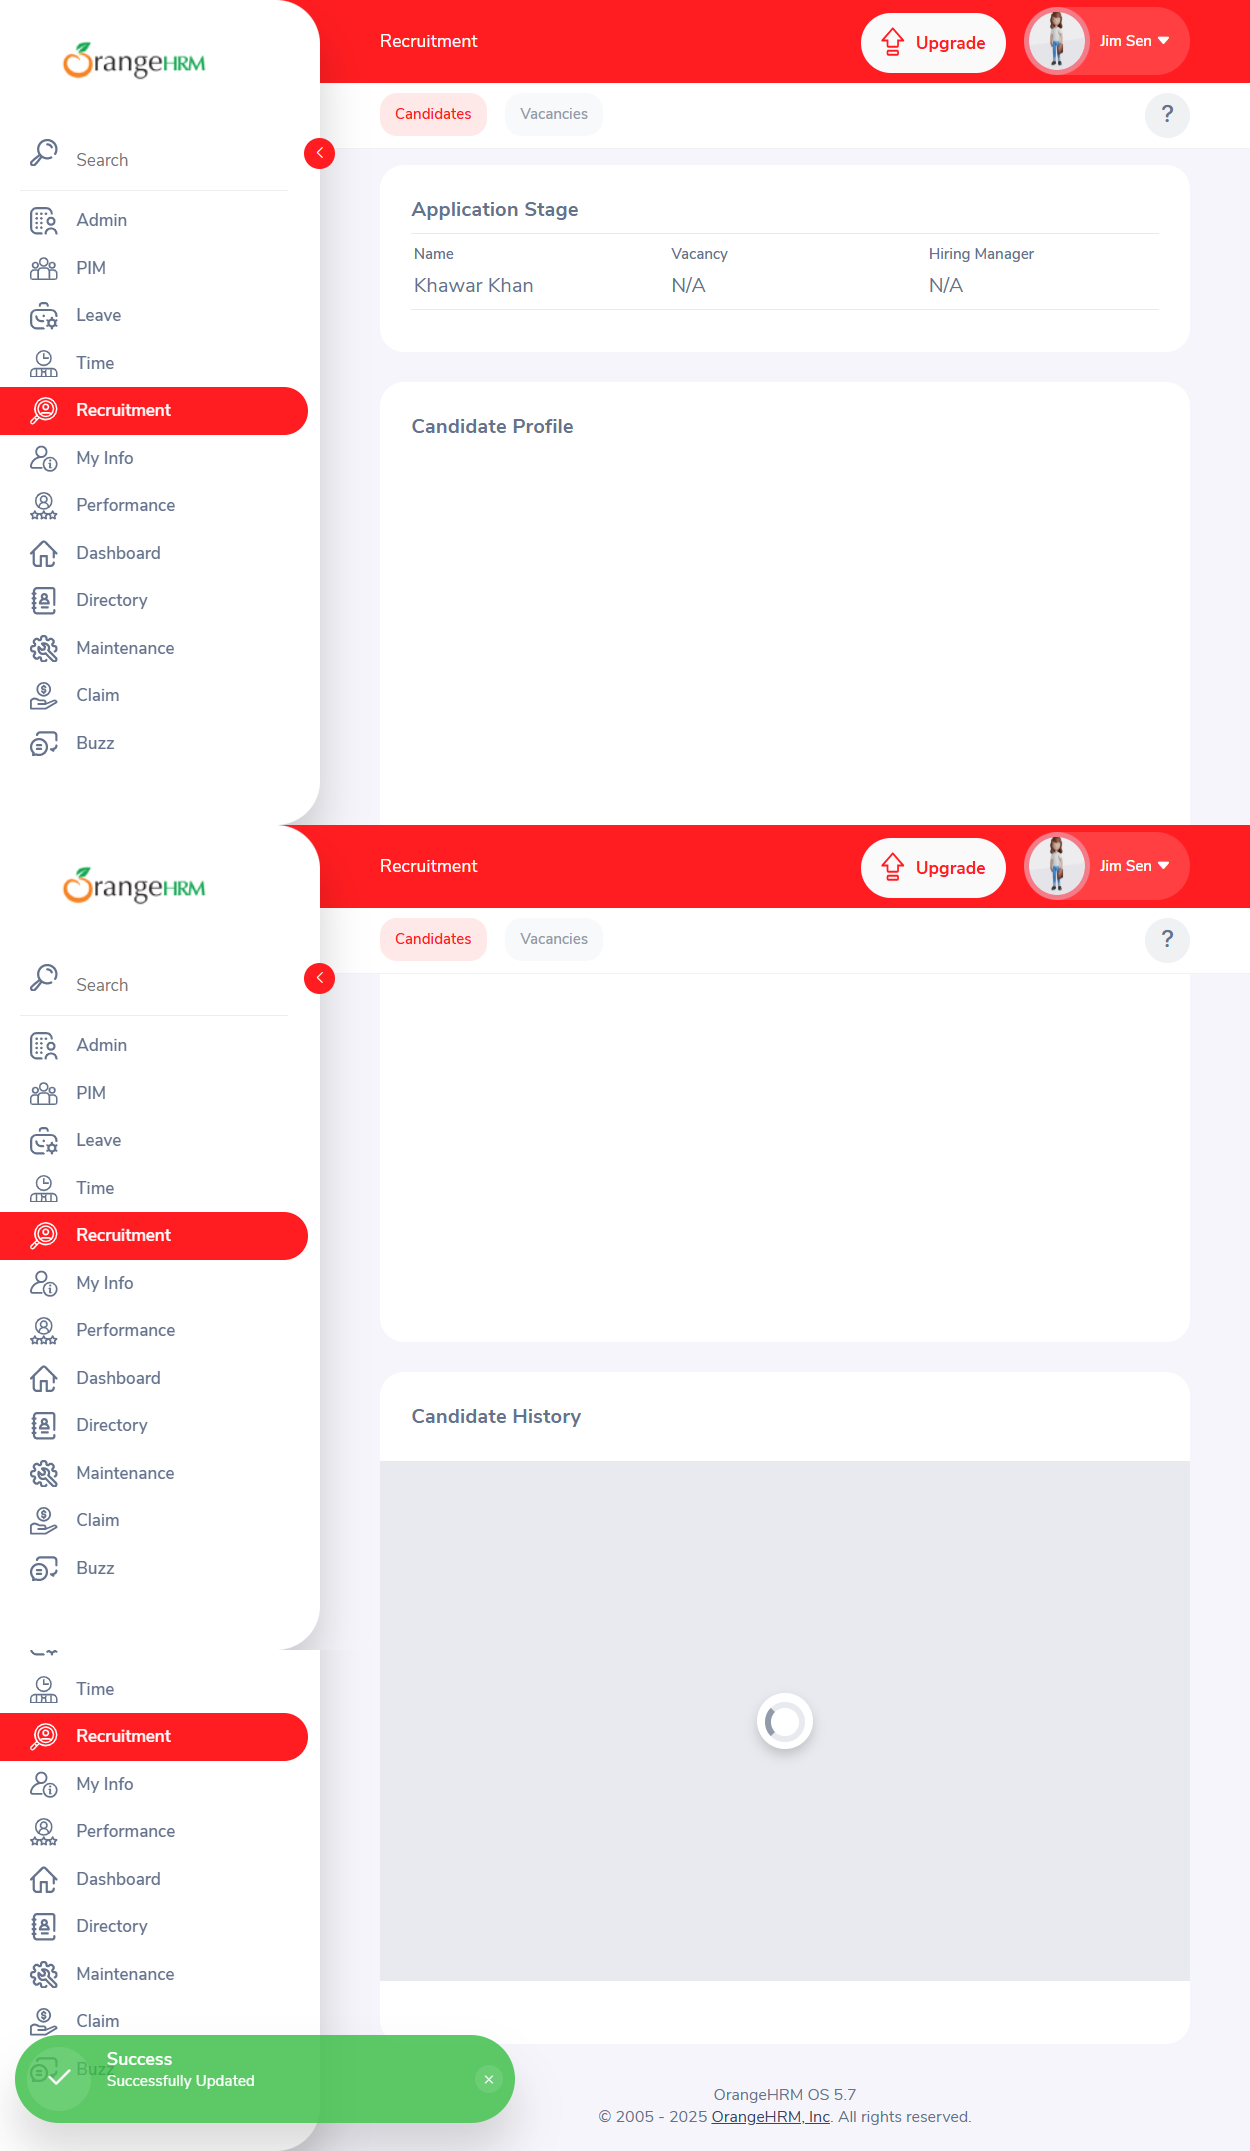 OrangeHRM
Recruitment
Upgrade
Jim Sen
Candidates
Vacancies
?
Search
Admin
PIM
Leave
Time
Recruitment
My Info
Performance
Dashboard
Directory
Maintenance
Claim
Buzz
Application Stage
Name
Vacancy
Hiring Manager
Khawar Khan
N/A
N/A
Candidate Profile
OrangeHRM
Recruitment
Upgrade
Jim Sen
Candidates
Vacancies
?
Search
Admin
PIM
Leave
Time
Recruitment
My Info
Performance
Dashboard
Directory
Maintenance
Claim
Buzz
Candidate History
Time
Recruitment
My Info
Performance
Dashboard
Directory
Maintenance
Claim
Buzz
Success
Successfully Updated
×
OrangeHRM OS 5.7
© 2005 - 2025 OrangeHRM, Inc. All rights reserved.